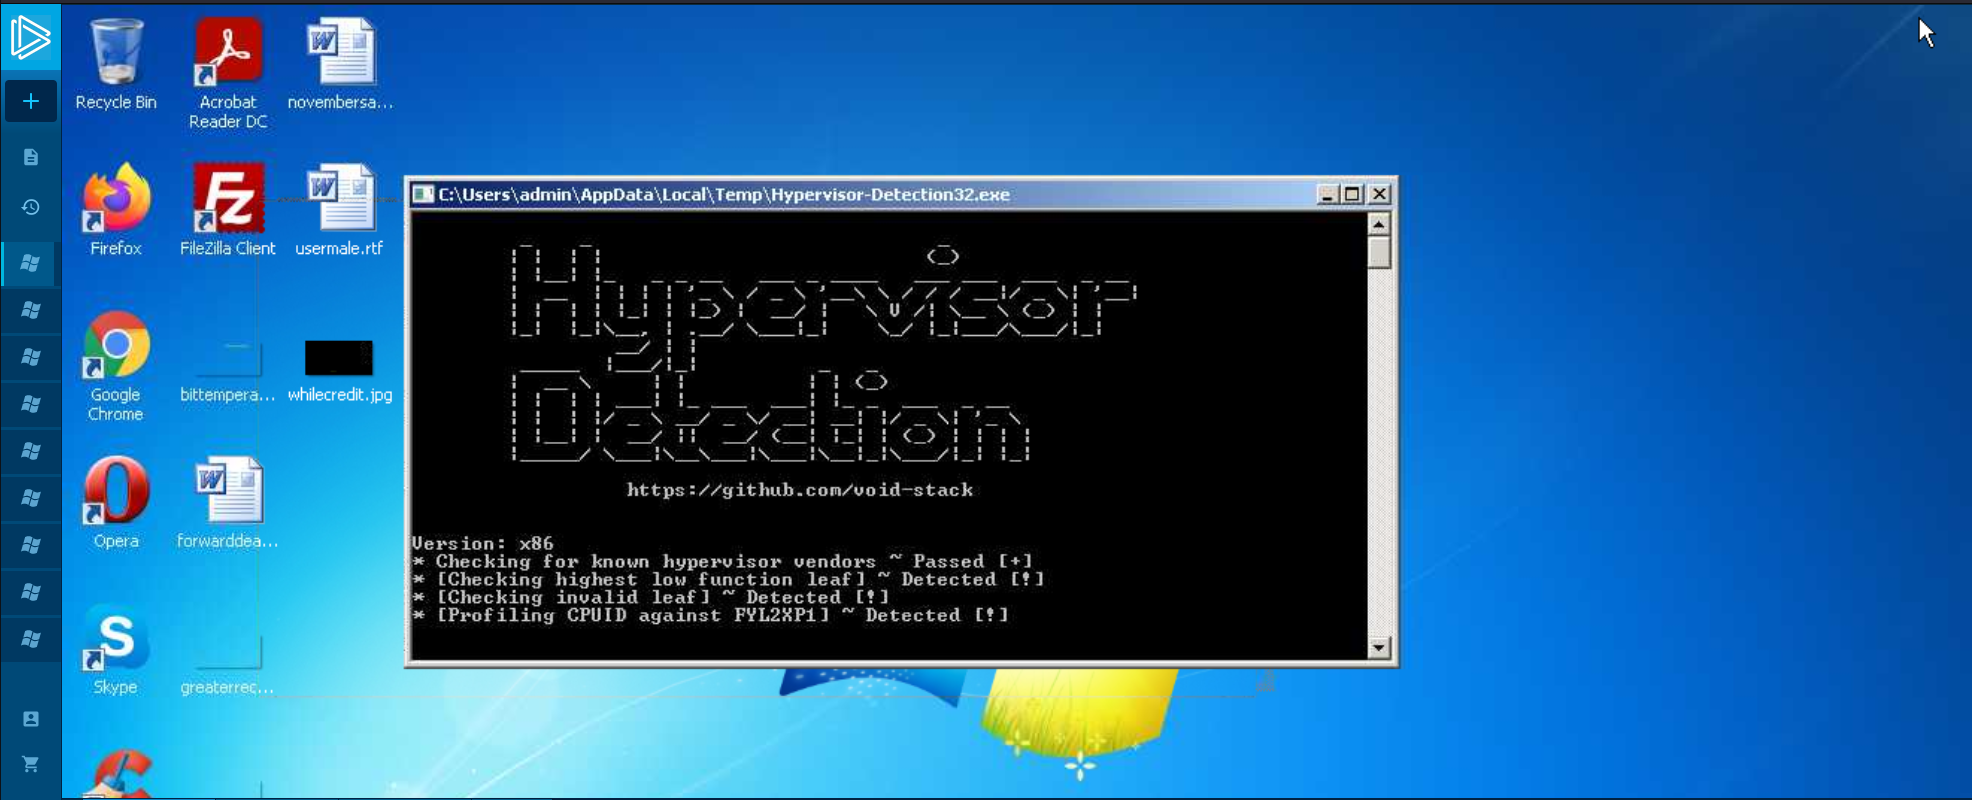 Recycle Bin
Acrobat
Reader DC
novembersa...
Firefox
FileZilla Client
usermale.rtf
Google
Chrome
bittempera...
whilecredit.jpg
Opera
forwarddea...
Skype
greaterrec...
C:\Users\admin\AppData\Local\Temp\Hypervisor-Detection32.exe
Hypervisor
Detection
https://github.com/void-stack
Version: x86
* Checking for known hypervisor vendors ~ Passed [+]
* [Checking highest low function leaf] ~ Detected [!]
* [Checking invalid leaf] ~ Detected [!]
* [Profiling CPUID against FYL2XP1] ~ Detected [!]